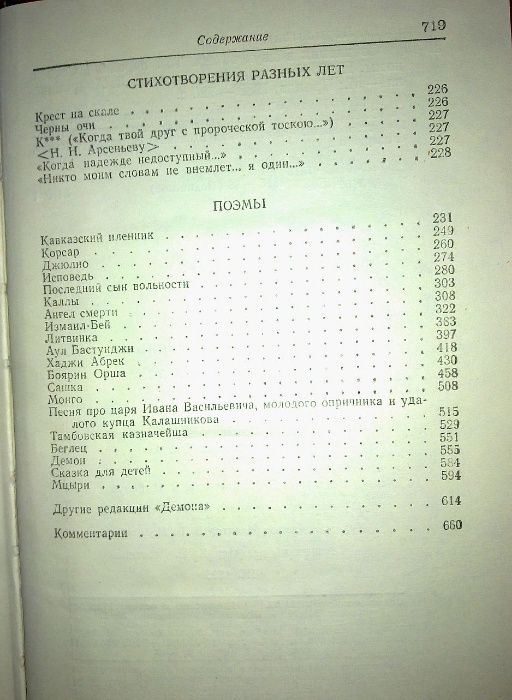 Содержание 719
СТИХОТВОРЕНИЯ РАЗНЫХ ЛЕТ
Крест на скале . . . . . . . . . . . . . 226
Черны очи . . . . . . . . . . . . . 226
К*** («Когда твой друг с пророческой тоскою...») . . . . 227
<Н. И. Арсеньеву> . . . . . . . . . . . 227
«Когда надежде недоступный...» . . . . . . . . 227
«Никто моим словам не внемлет... я один...» . . . . . 228
ПОЭМЫ
Кавказский пленник . . . . . . . . . . . . 231
Корсар . . . . . . . . . . . . . . . 249
Джюлио . . . . . . . . . . . . . . . 260
Исповедь . . . . . . . . . . . . . . . 274
Последний сын вольности . . . . . . . . . . 280
Каллы . . . . . . . . . . . . . . . 303
Ангел смерти . . . . . . . . . . . . . 308
Измаил-Бей . . . . . . . . . . . . . . 322
Литвинка . . . . . . . . . . . . . . . 383
Аул Бастунджи . . . . . . . . . . . . . 397
Хаджи Абрек . . . . . . . . . . . . . . 418
Боярин Орша . . . . . . . . . . . . . . 430
Сашка . . . . . . . . . . . . . . . 458
Монго . . . . . . . . . . . . . . . 508
Песня про царя Ивана Васильевича, молодого опричника и уда-
лого купца Калашникова . . . . . . . . . . 515
Тамбовская казначейша . . . . . . . . . . . 529
Беглец . . . . . . . . . . . . . . . 551
Демон . . . . . . . . . . . . . . . 555
Сказка для детей . . . . . . . . . . . . 584
Мцыри . . . . . . . . . . . . . . . 594
Другие редакции «Демона» . . . . . . . . . . 614
Комментарии . . . . . . . . . . . . . . 660